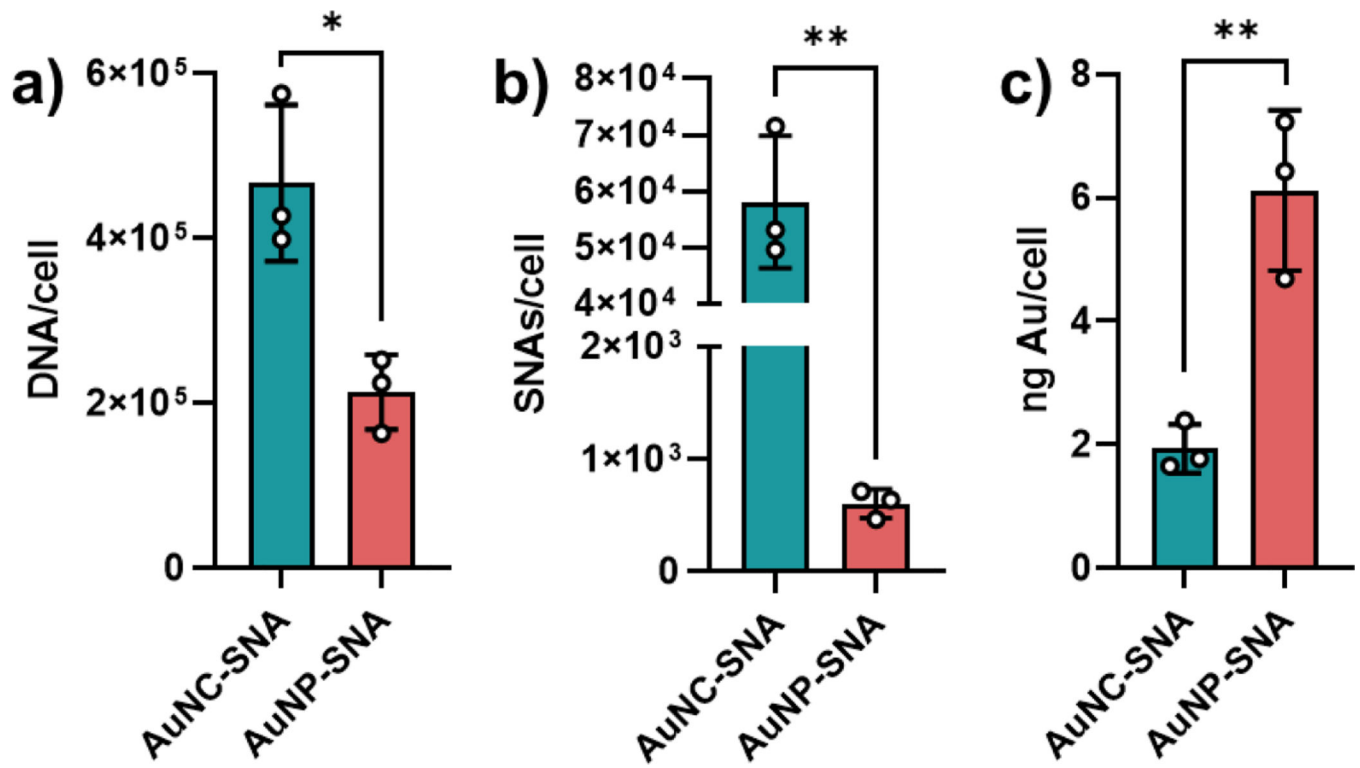 a)
*
6×10⁵
4×10⁵
2×10⁵
0
DNA/cell
AuNC-SNA
AuNP-SNA
b)
**
8×10⁴
7×10⁴
6×10⁴
5×10⁴
4×10⁴
2×10³
1×10³
0
SNAs/cell
AuNC-SNA
AuNP-SNA
c)
**
8
6
4
2
0
ng Au/cell
AuNC-SNA
AuNP-SNA